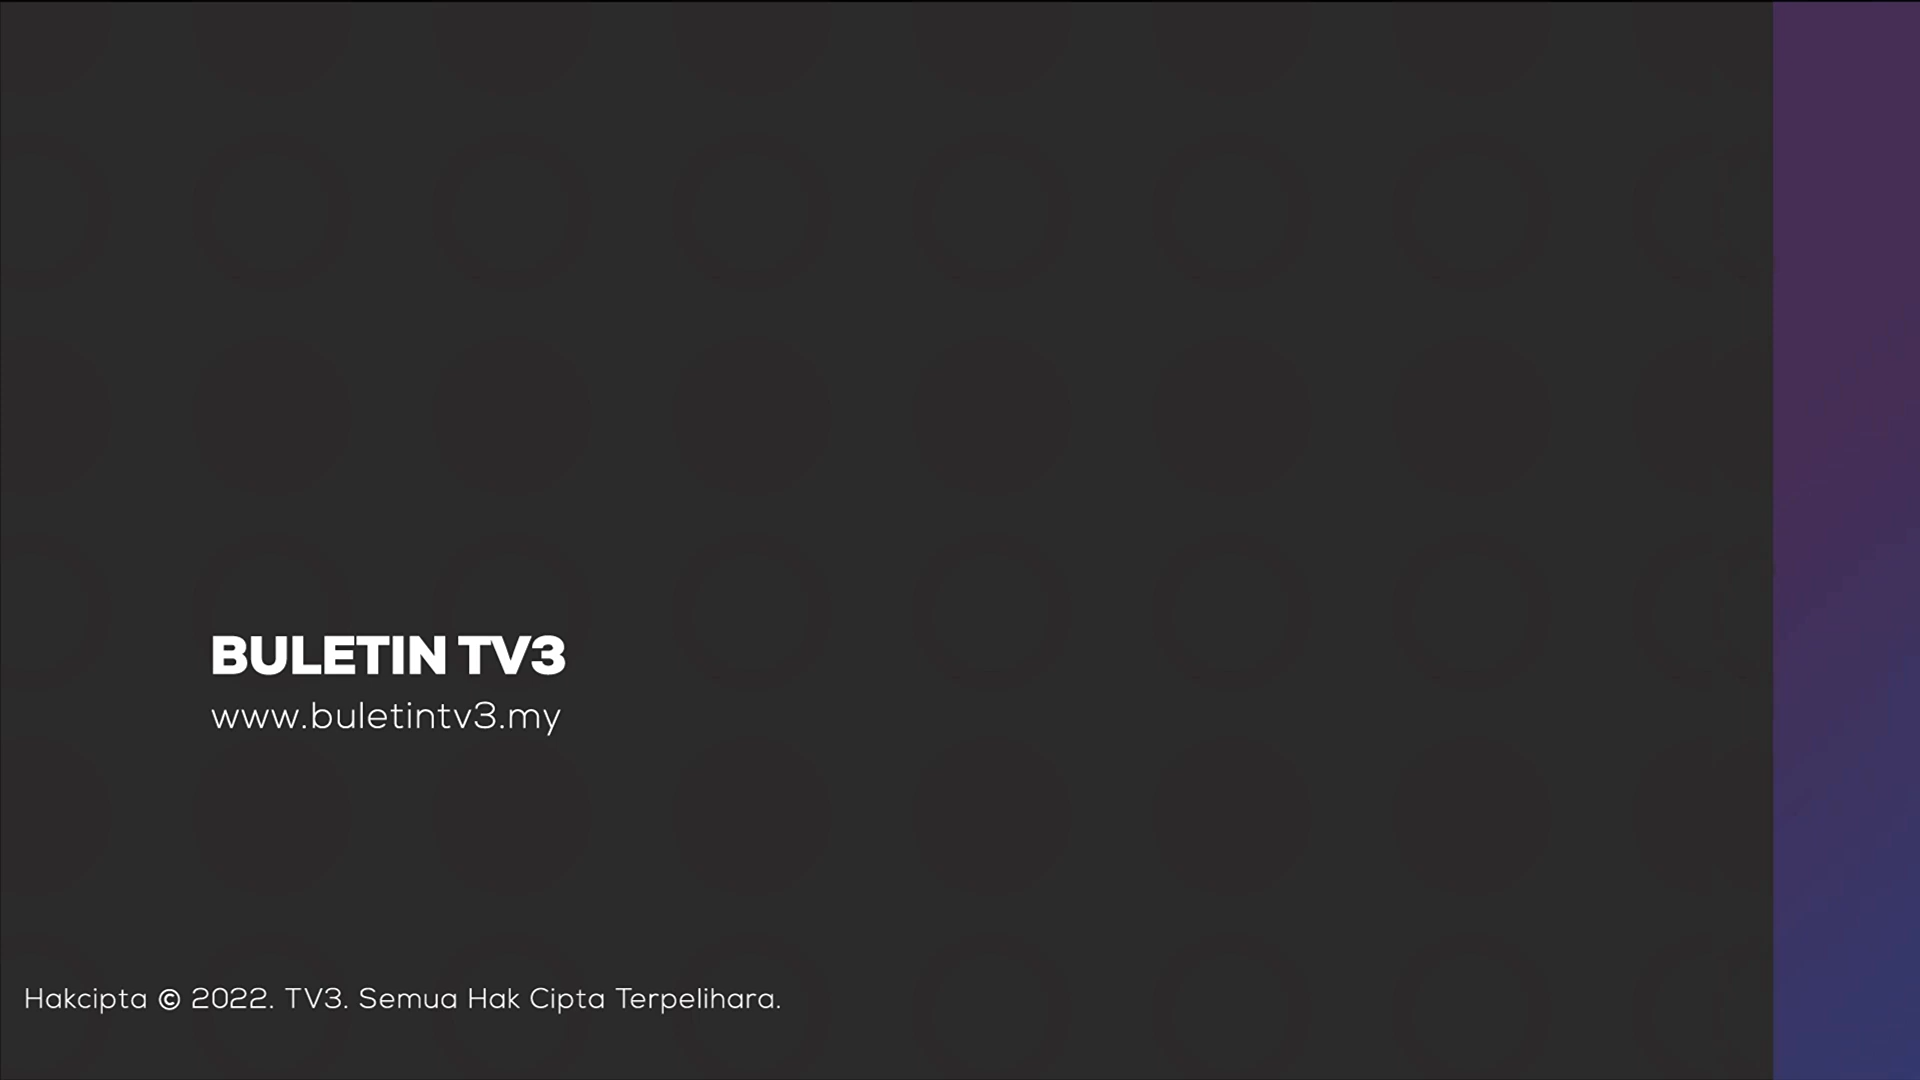 BULETIN TV3
www.buletintv3.my
Hakcipta © 2022. TV3. Semua Hak Cipta Terpelihara.